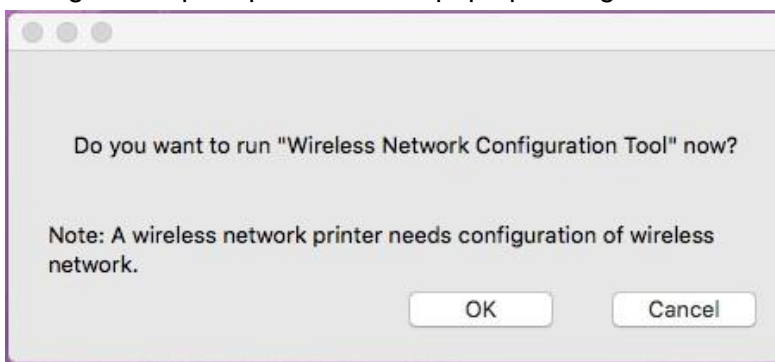 Do you want to run "Wireless Network Configuration Tool" now?
Note: A wireless network printer needs configuration of wireless
network.
OK
Cancel